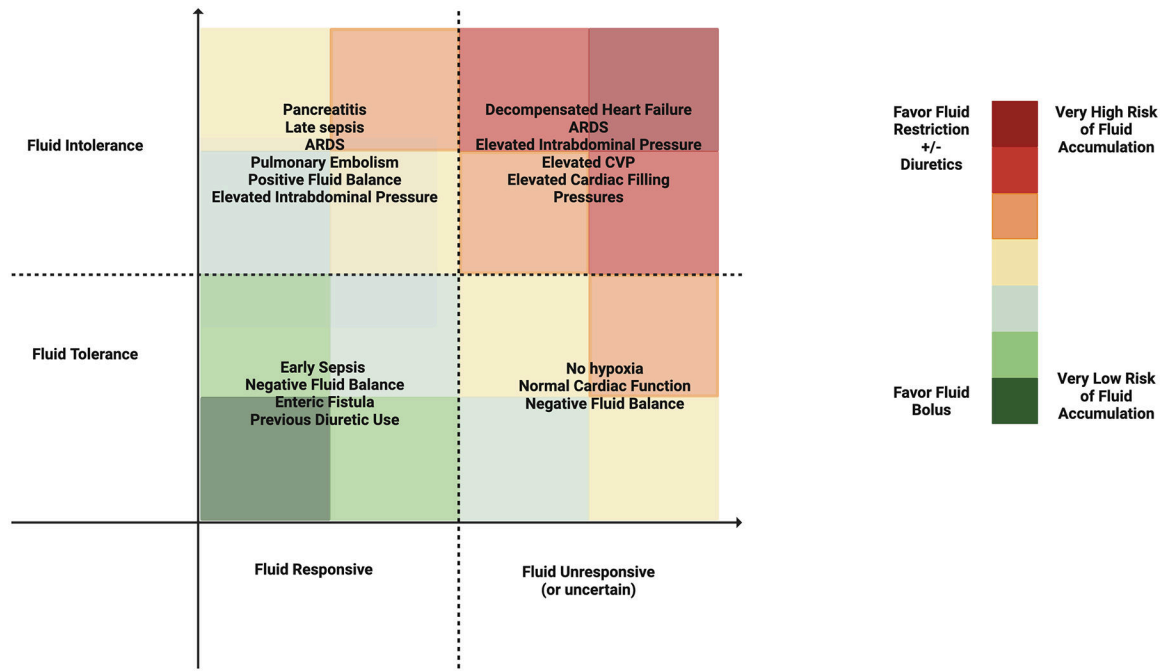 Fluid Intolerance
Pancreatitis
Late sepsis
ARDS
Pulmonary Embolism
Positive Fluid Balance
Elevated Intrabdominal Pressure
Decompensated Heart Failure
ARDS
Elevated Intrabdominal Pressure
Elevated CVP
Elevated Cardiac Filling
Pressures
Fluid Tolerance
Early Sepsis
Negative Fluid Balance
Enteric Fistula
Previous Diuretic Use
No hypoxia
Normal Cardiac Function
Negative Fluid Balance
Fluid Responsive
Fluid Unresponsive
(or uncertain)
Favor Fluid
Restriction
+/-
Diuretics
Very High Risk
of Fluid
Accumulation
Favor Fluid
Bolus
Very Low Risk
of Fluid
Accumulation